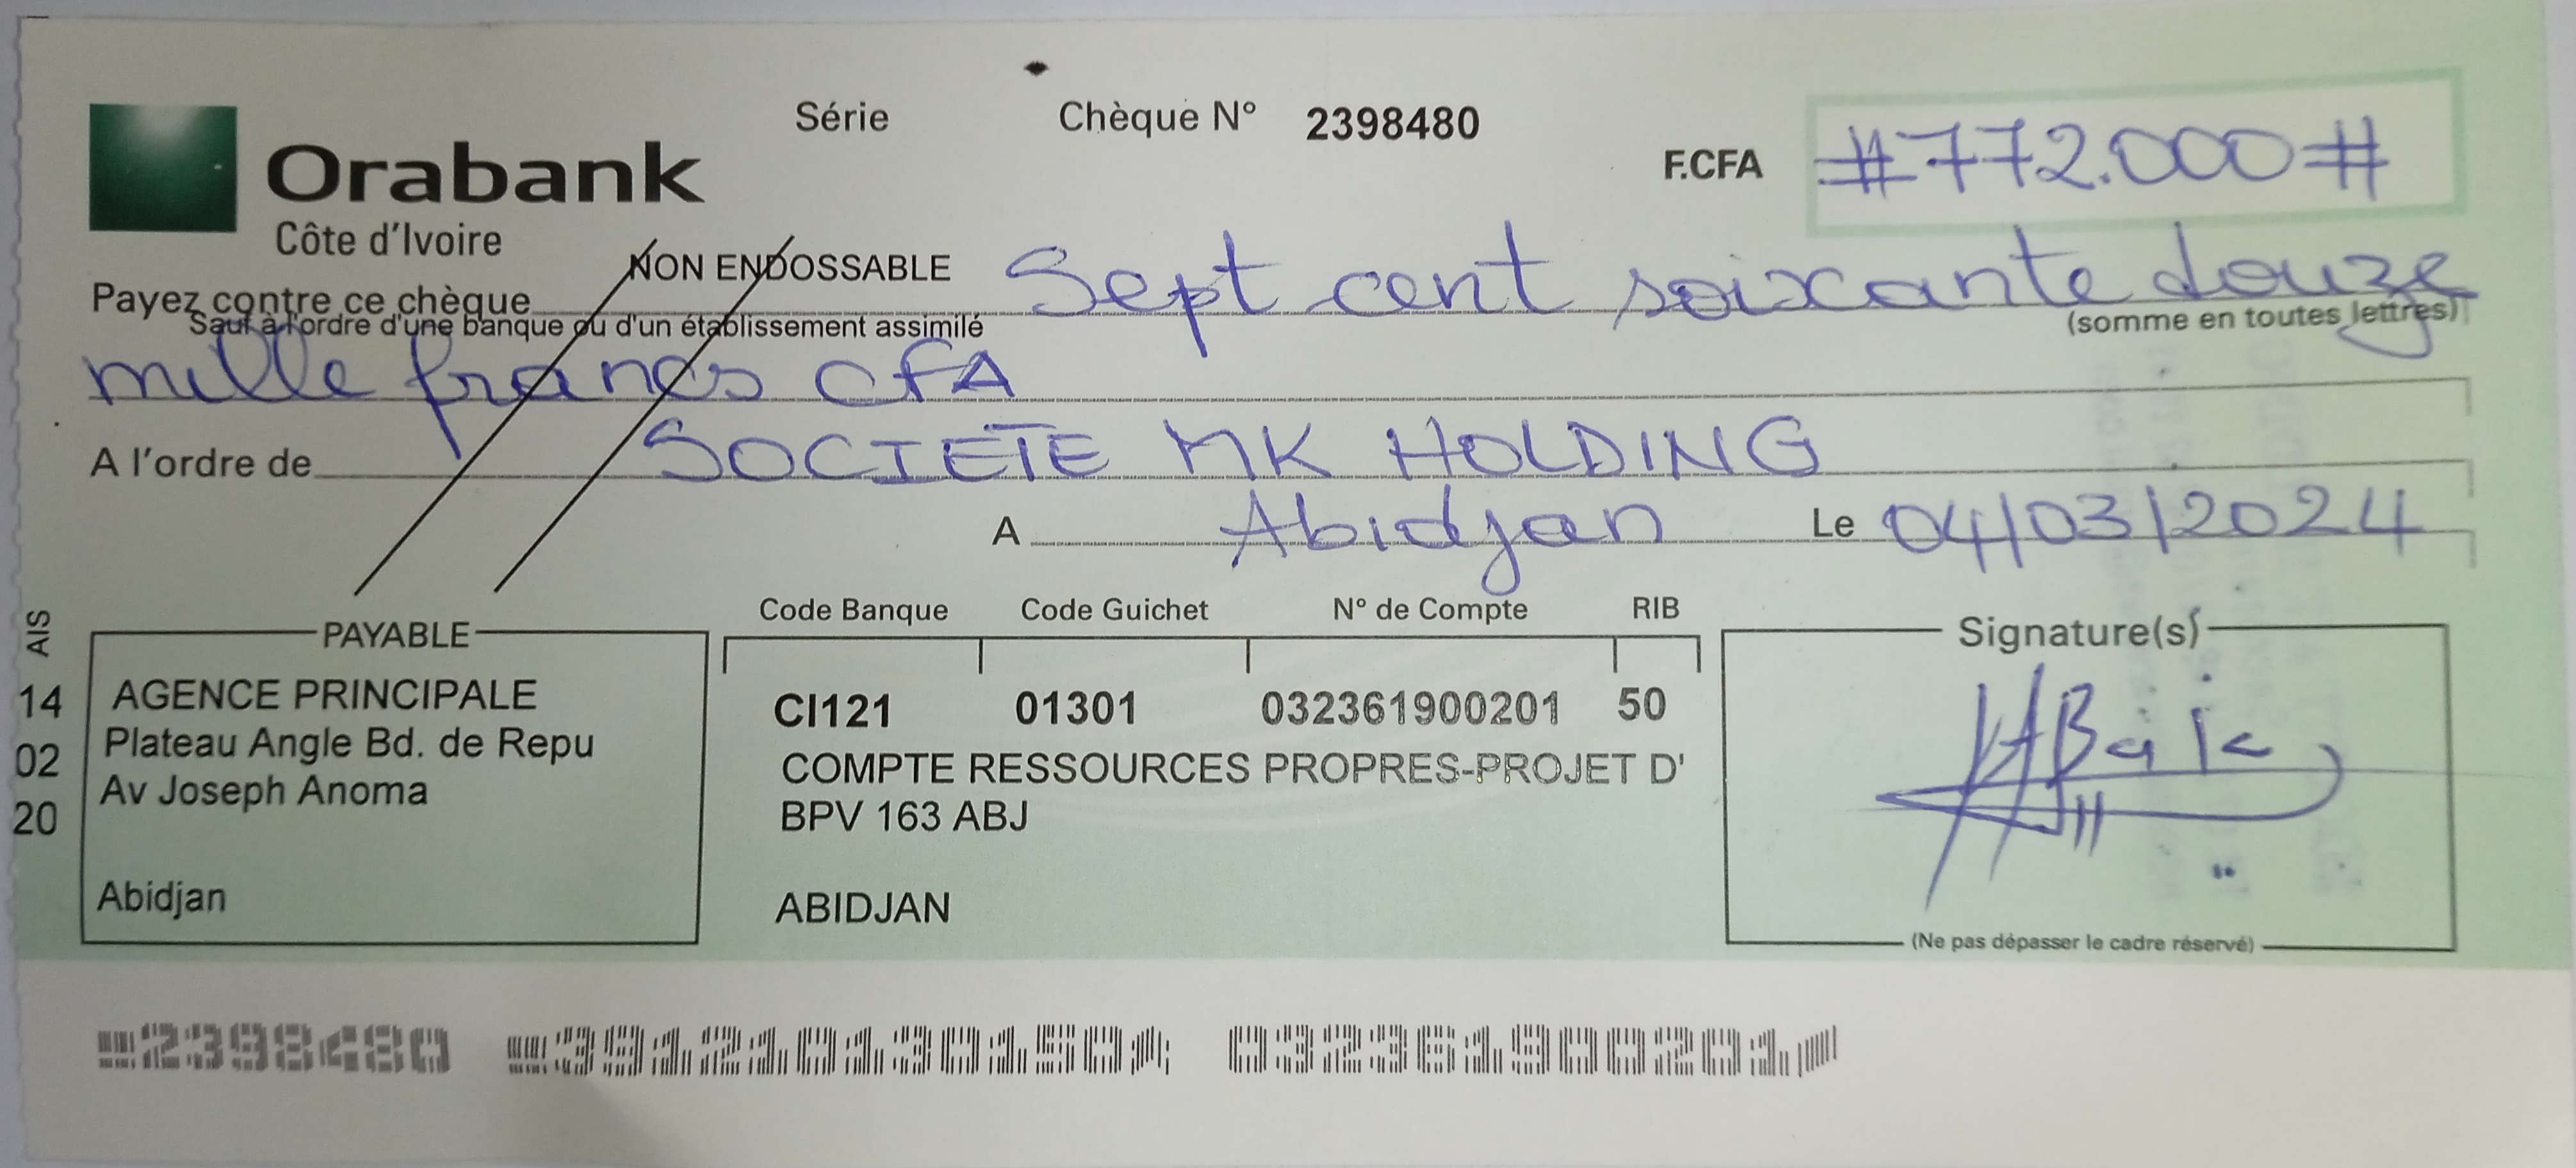 Série Chèque N° 2398480
Orabank
Côte d'Ivoire
F.CFA #772.000#
NON ENDOSSABLE
Payez contre ce chèque Sept cent soixante douze
Sauf à l'ordre d'une banque ou d'un établissement assimilé
(somme en toutes lettres)
mille francs CFA
A l'ordre de SOCIETE MK HOLDING
A Abidjan Le 04/03/2024
AIS
14
02
20
PAYABLE
AGENCE PRINCIPALE
Plateau Angle Bd. de Repu
Av Joseph Anoma
Abidjan
Code Banque Code Guichet N° de Compte RIB
CI121 01301 032361900201 50
COMPTE RESSOURCES PROPRES-PROJET D'
BPV 163 ABJ
ABIDJAN
Signature(s)
(Ne pas dépasser le cadre réservé)
2398480 391210130150 032361900201